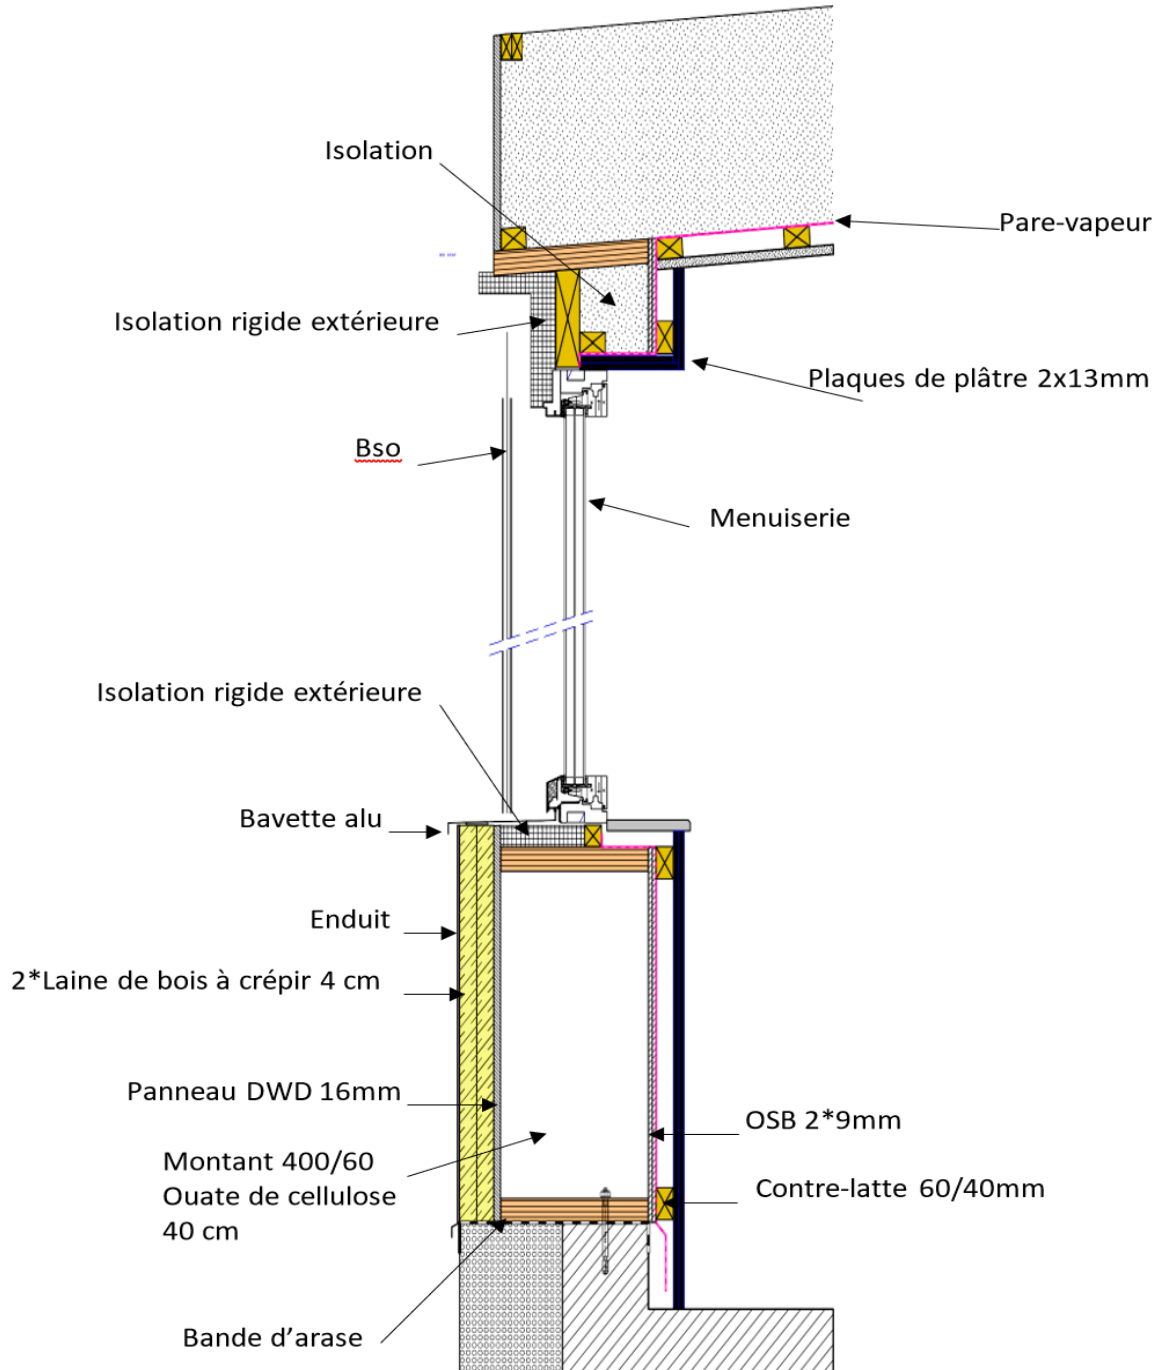 Isolation
Pare-vapeur
Isolation rigide extérieure
Plaques de plâtre 2x13mm
Bso
Menuiserie
Isolation rigide extérieure
Bavette alu
Enduit
2*Laine de bois à crépir 4 cm
Panneau DWD 16mm
OSB 2*9mm
Montant 400/60
Ouate de cellulose
40 cm
Contre-latte 60/40mm
Bande d’arase